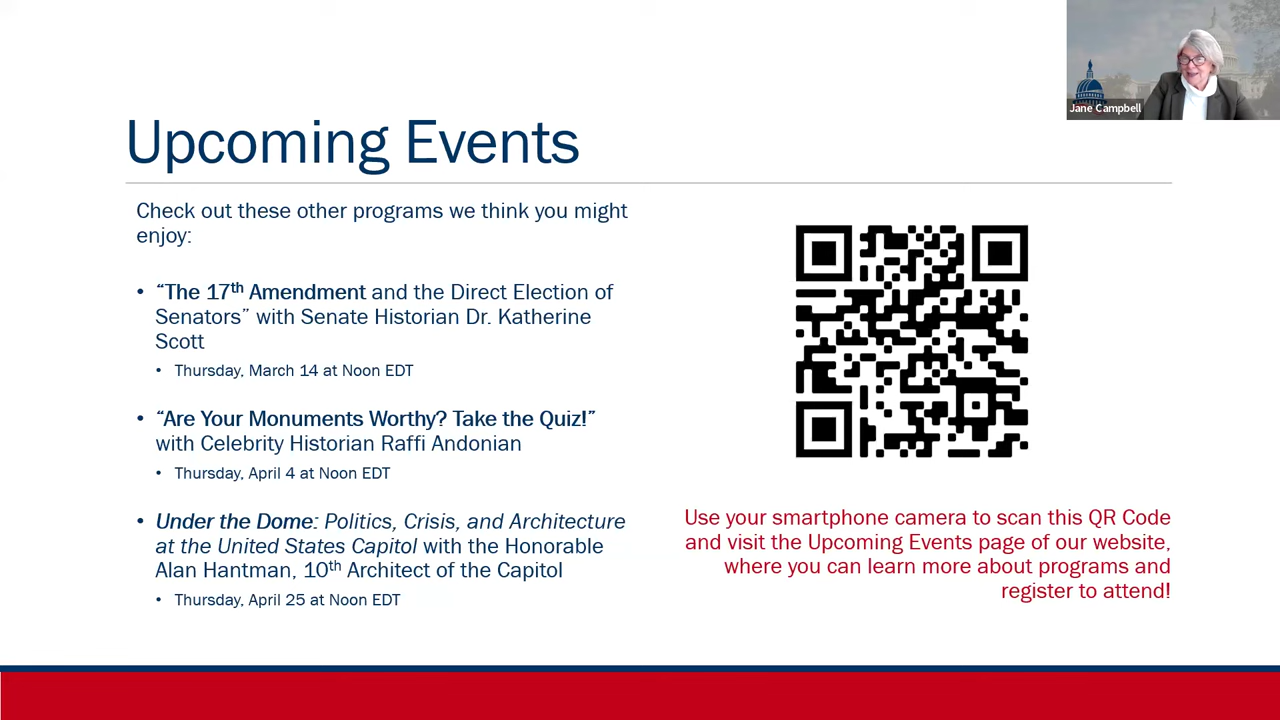 Jane Campbell
Upcoming Events
Check out these other programs we think you might
enjoy:
• “The 17th Amendment and the Direct Election of
Senators” with Senate Historian Dr. Katherine
Scott
• Thursday, March 14 at Noon EDT
• “Are Your Monuments Worthy? Take the Quiz!”
with Celebrity Historian Raffi Andonian
• Thursday, April 4 at Noon EDT
• Under the Dome: Politics, Crisis, and Architecture
at the United States Capitol with the Honorable
Alan Hantman, 10th Architect of the Capitol
• Thursday, April 25 at Noon EDT
Use your smartphone camera to scan this QR Code
and visit the Upcoming Events page of our website,
where you can learn more about programs and
register to attend!